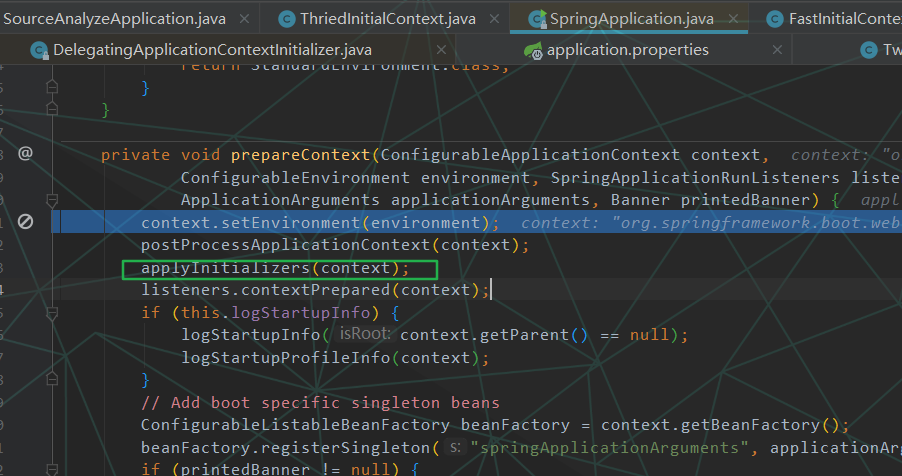 SourceAnalyzeApplication.java × ThriedInitialContext.java × SpringApplication.java × FastInitialConte
DelegatingApplicationContextInitializer.java × application.properties × Tw
return StandardEnvironment.class;
}
}
private void prepareContext(ConfigurableApplicationContext context, context: "o
ConfigurableEnvironment environment, SpringApplicationRunListeners liste
ApplicationArguments applicationArguments, Banner printedBanner) { appl
context.setEnvironment(environment); context: "org.springframework.boot.web
postProcessApplicationContext(context);
applyInitializers(context);
listeners.contextPrepared(context);
if (this.logStartupInfo) {
logStartupInfo( isRoot: context.getParent() == null);
logStartupProfileInfo(context);
}
// Add boot specific singleton beans
ConfigurableListableBeanFactory beanFactory = context.getBeanFactory();
beanFactory.registerSingleton( s: "springApplicationArguments", applicationAr
if (printedBanner != null) {